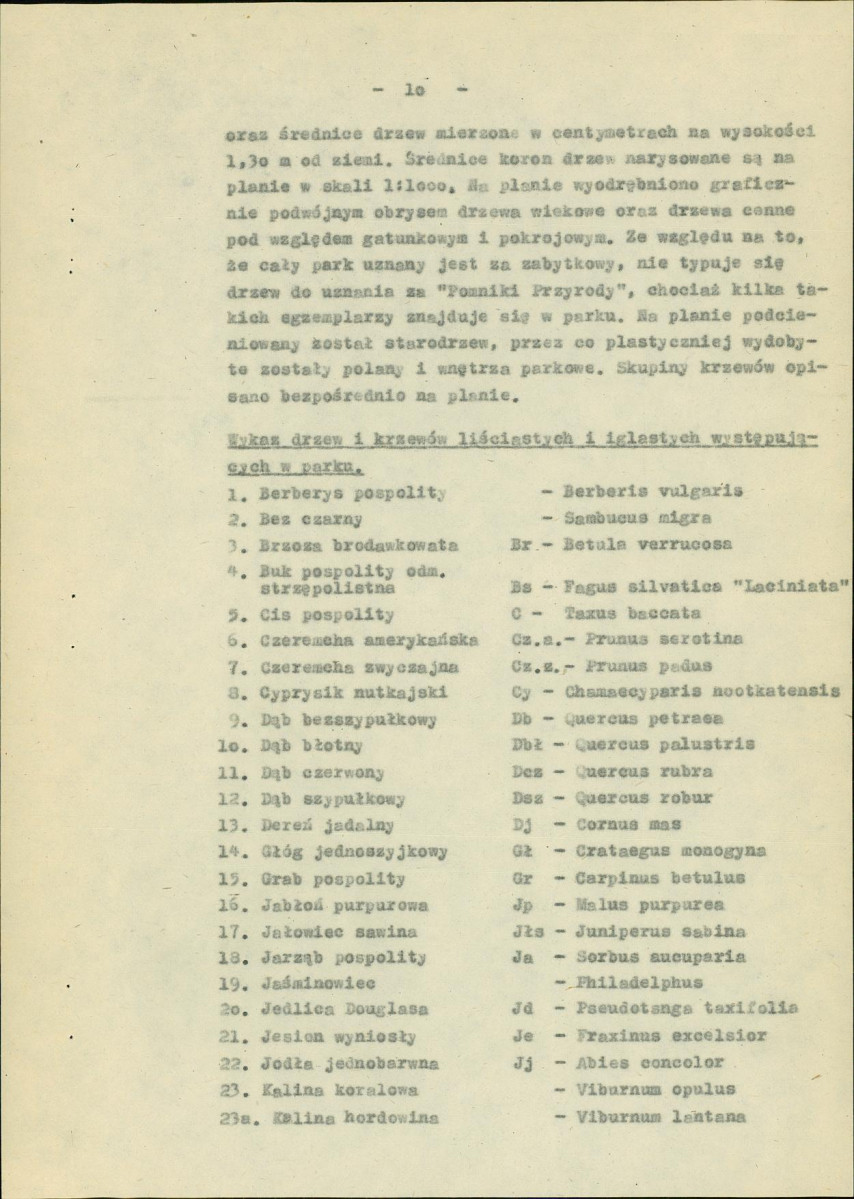 - lo -
oraz średnice drzew mierzone w centymetrach na wysokości
1,3o m od ziemi. Średnice koron drzew narysowane są na
planie w skali 1:looo. Na planie wyodrębniono graficz-
nie podwójnym obrysem drzewa wiekowe oraz drzewa cenne
pod względem gatunkowym i pokrojowym. Ze względu na to,
że cały park uznany jest za zabytkowy, nie typuje się
drzew do uznania za "Pomniki Przyrody", chociaż kilka ta-
kich egzemplarzy znajduje się w parku. Na planie podcie-
niowany został starodrzew, przez co plastyczniej wydoby-
te zostały polany i wnętrza parkowe. Skupiny krzewów opi-
sano bezpośrednio na planie.
Wykaz drzew i krzewów liściastych i iglastych występują-
cych w parku.
1. Berberys pospolity - Berberis vulgaris
2. Bez czarny - Sambucus migra
3. Brzoza brodawkowata Br - Betula verrucosa
4. Buk pospolity odm.
strzępolistna Bs - Fagus silvatica "Laciniata"
5. Cis pospolity C - Taxus baccata
6. Czeremcha amerykańska Cz.a.- Prunus serotina
7. Czeremcha zwyczajna Cz.z.- Prunus padus
8. Cyprysik nutkajski Cy - Chamaecyparis nootkatensis
9. Dąb bezszypułkowy Db - Quercus petraea
lo. Dąb błotny Dbł - Quercus palustris
11. Dąb czerwony Dcz - Quercus rubra
12. Dąb szypułkowy Dsz - Quercus robur
13. Dereń jadalny Dj - Cornus mas
14. Głóg jednoszyjkowy Gł - Crataegus monogyna
15. Grab pospolity Gr - Carpinus betulus
16. Jabłoń purpurowa Jp - Malus purpurea
17. Jałowiec sawina Jłs - Juniperus sabina
18. Jarząb pospolity Ja - Sorbus aucuparia
19. Jaśminowiec - Philadelphus
2o. Jedlica Douglasa Jd - Pseudotsnga taxifolia
21. Jesion wyniosły Je - Fraxinus excelsior
22. Jodła jednobarwna Jj - Abies concolor
23. Kalina koralowa - Viburnum opulus
23a. Kalina hordowina - Viburnum lantana